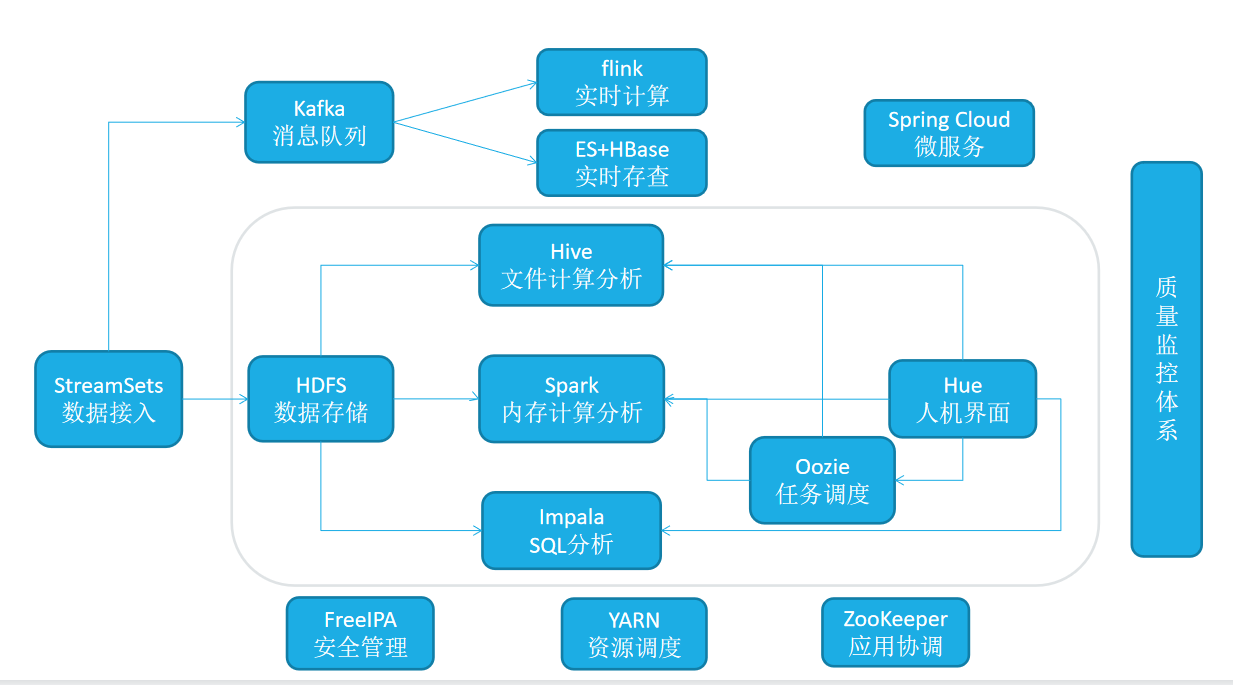 flink
实时计算
Kafka
消息队列
ES+HBase
实时存查
Spring Cloud
微服务
Hive
文件计算分析
StreamSets
数据接入
HDFS
数据存储
Spark
内存计算分析
Hue
人机界面
Oozie
任务调度
Impala
SQL分析
质
量
监
控
体
系
FreeIPA
安全管理
YARN
资源调度
ZooKeeper
应用协调